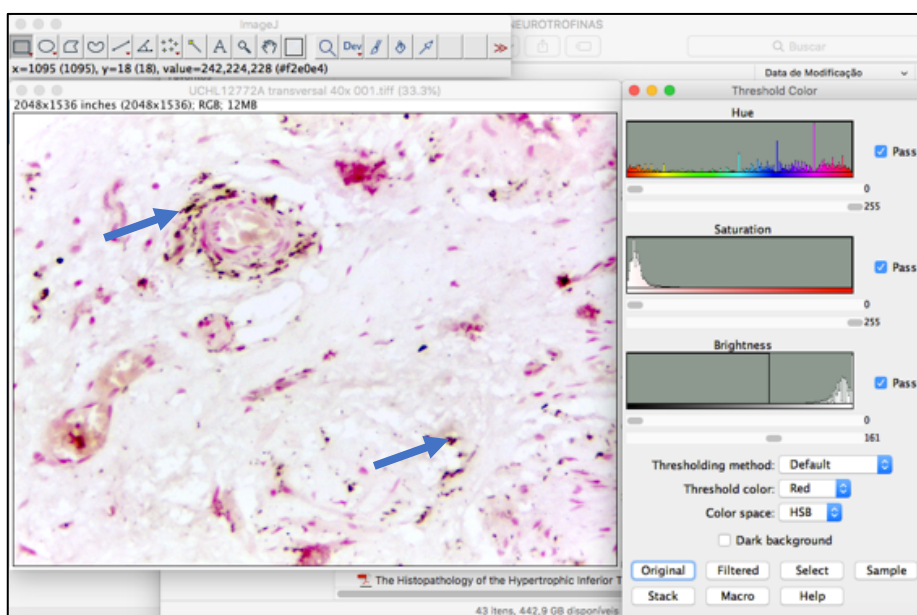 ImageJ
NEUROTROFINAS
Dev
Buscar
x=1095 (1095), y=18 (18), value=242,224,228 (#f2e0e4)
Data de Modificação
UCHL12772A transversal 40x 001.tiff (33.3%)
2048x1536 inches (2048x1536); RGB; 12MB
Threshold Color
Hue
Pass
0
255
Saturation
Pass
0
255
Brightness
Pass
0
161
Thresholding method: Default
Threshold color: Red
Color space: HSB
Dark background
Original Filtered Select Sample
Stack Macro Help
The Histopathology of the Hypertrophic Inferior T
43 itens, 442,9 GB disponíveis